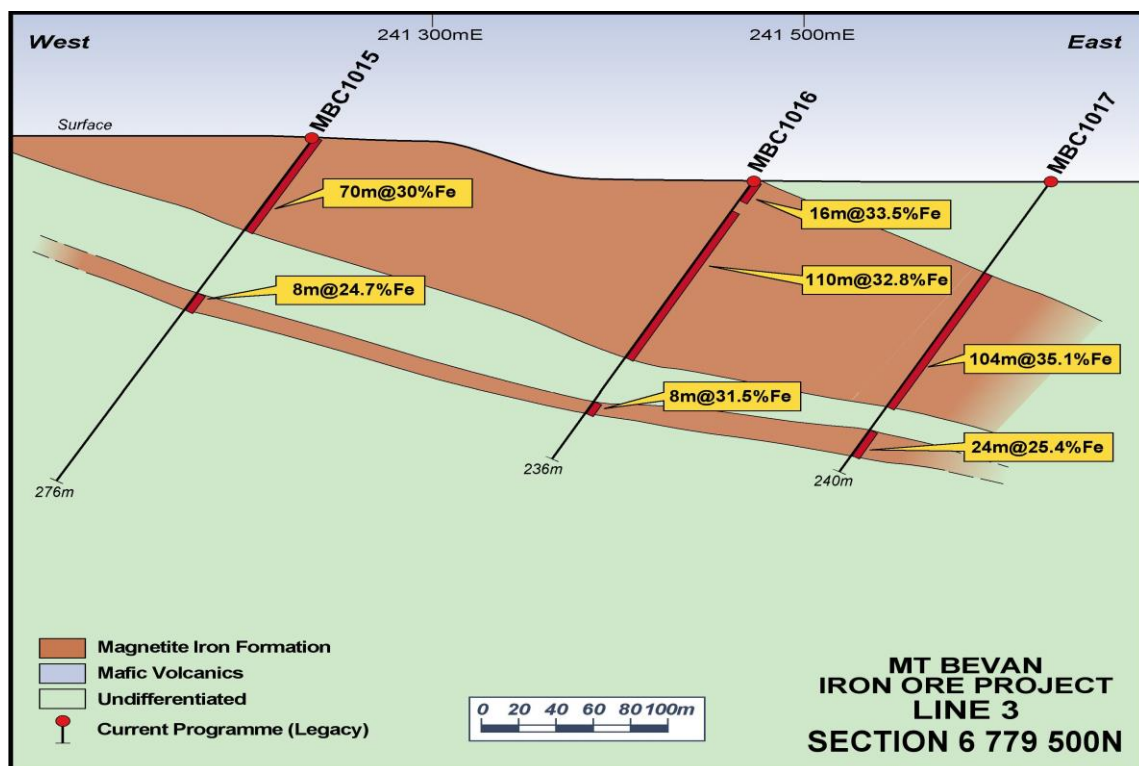 West
241 300mE
241 500mE
East
MBC1015
MBC1016
MBC1017
Surface
70m@30%Fe
16m@33.5%Fe
110m@32.8%Fe
8m@24.7%Fe
104m@35.1%Fe
8m@31.5%Fe
24m@25.4%Fe
276m
236m
240m
Magnetite Iron Formation
Mafic Volcanics
Undifferentiated
Current Programme (Legacy)
0 20 40 60 80 100m
MT BEVAN
IRON ORE PROJECT
LINE 3
SECTION 6 779 500N